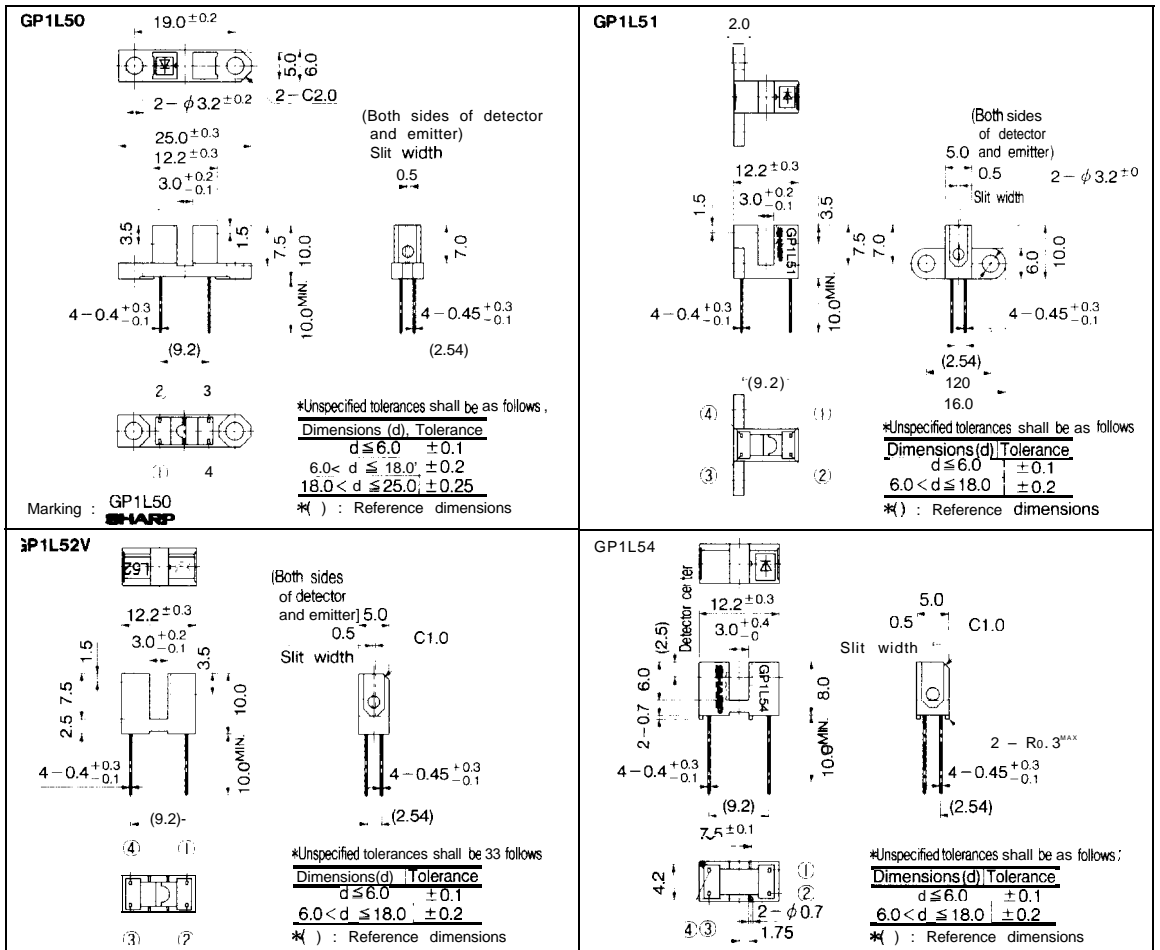 GP1L50
19.0±0.2
5.0
6.0
2-C2.0
2-φ3.2±0.2
25.0±0.3
12.2±0.3
3.0+0.2-0.1
(Both sides of detector
and emitter)
Slit width
0.5
3.5
1.5
7.5
10.0
7.0
10.0MIN.
4-0.4+0.3-0.1
4-0.45+0.3-0.1
(9.2)
(2.54)
2 3
① 4
*Unspecified tolerances shall be as follows,
Dimensions (d), Tolerance
d≦6.0 ±0.1
6.0< d ≦ 18.0' ±0.2
18.0< d ≦25.0 ±0.25
*( ) : Reference dimensions
Marking : GP1L50
SHARP
GP1L51
2.0
(Both sides
of detector
and emitter)
5.0
0.5
Slit width
2-φ3.2±0
12.2±0.3
3.0+0.2-0.1
1.5
3.5
7.5
7.0
GP1L51
SHARP
6.0
10.0
10.0MIN.
4-0.4+0.3-0.1
4-0.45+0.3-0.1
(2.54)
120
16.0
(9.2)
④ ①
③ ②
*Unspecified tolerances shall be as follows
Dimensions(d) Tolerance
d≦6.0 ±0.1
6.0<d≦18.0 ±0.2
*() : Reference dimensions
GP1L52V
L52
12.2±0.3
3.0+0.2-0.1
(Both sides
of detector
and emitter]
5.0
0.5
Slit width
C1.0
1.5
3.5
7.5
2.5
10.0
10.0MIN.
4-0.4+0.3-0.1
4-0.45+0.3-0.1
(9.2)-
(2.54)
④ ①
③ ②
*Unspecified tolerances shall be 33 follows
Dimensions(d) Tolerance
d≦6.0 ±0.1
6.0<d ≦18.0 ±0.2
*( ) : Reference dimensions
GP1L54
Detector center
(2.5)
12.2±0.3
3.0+0.4-0
5.0
0.5
C1.0
Slit width
6.0
2-0.7
SHARP
GP1L54
8.0
10.0MIN.
2 - R0.3MAX
4-0.4+0.3-0.1
4-0.45+0.3-0.1
(9.2)
(2.54)
7.5±0.1
4.2
①
②
④③
2-φ0.7
1.75
*Unspecified tolerances shall be as follows;
Dimensions(d) Tolerance
d≦6.0 ±0.1
6.0<d ≦18.0 ±0.2
*( ) : Reference dimensions